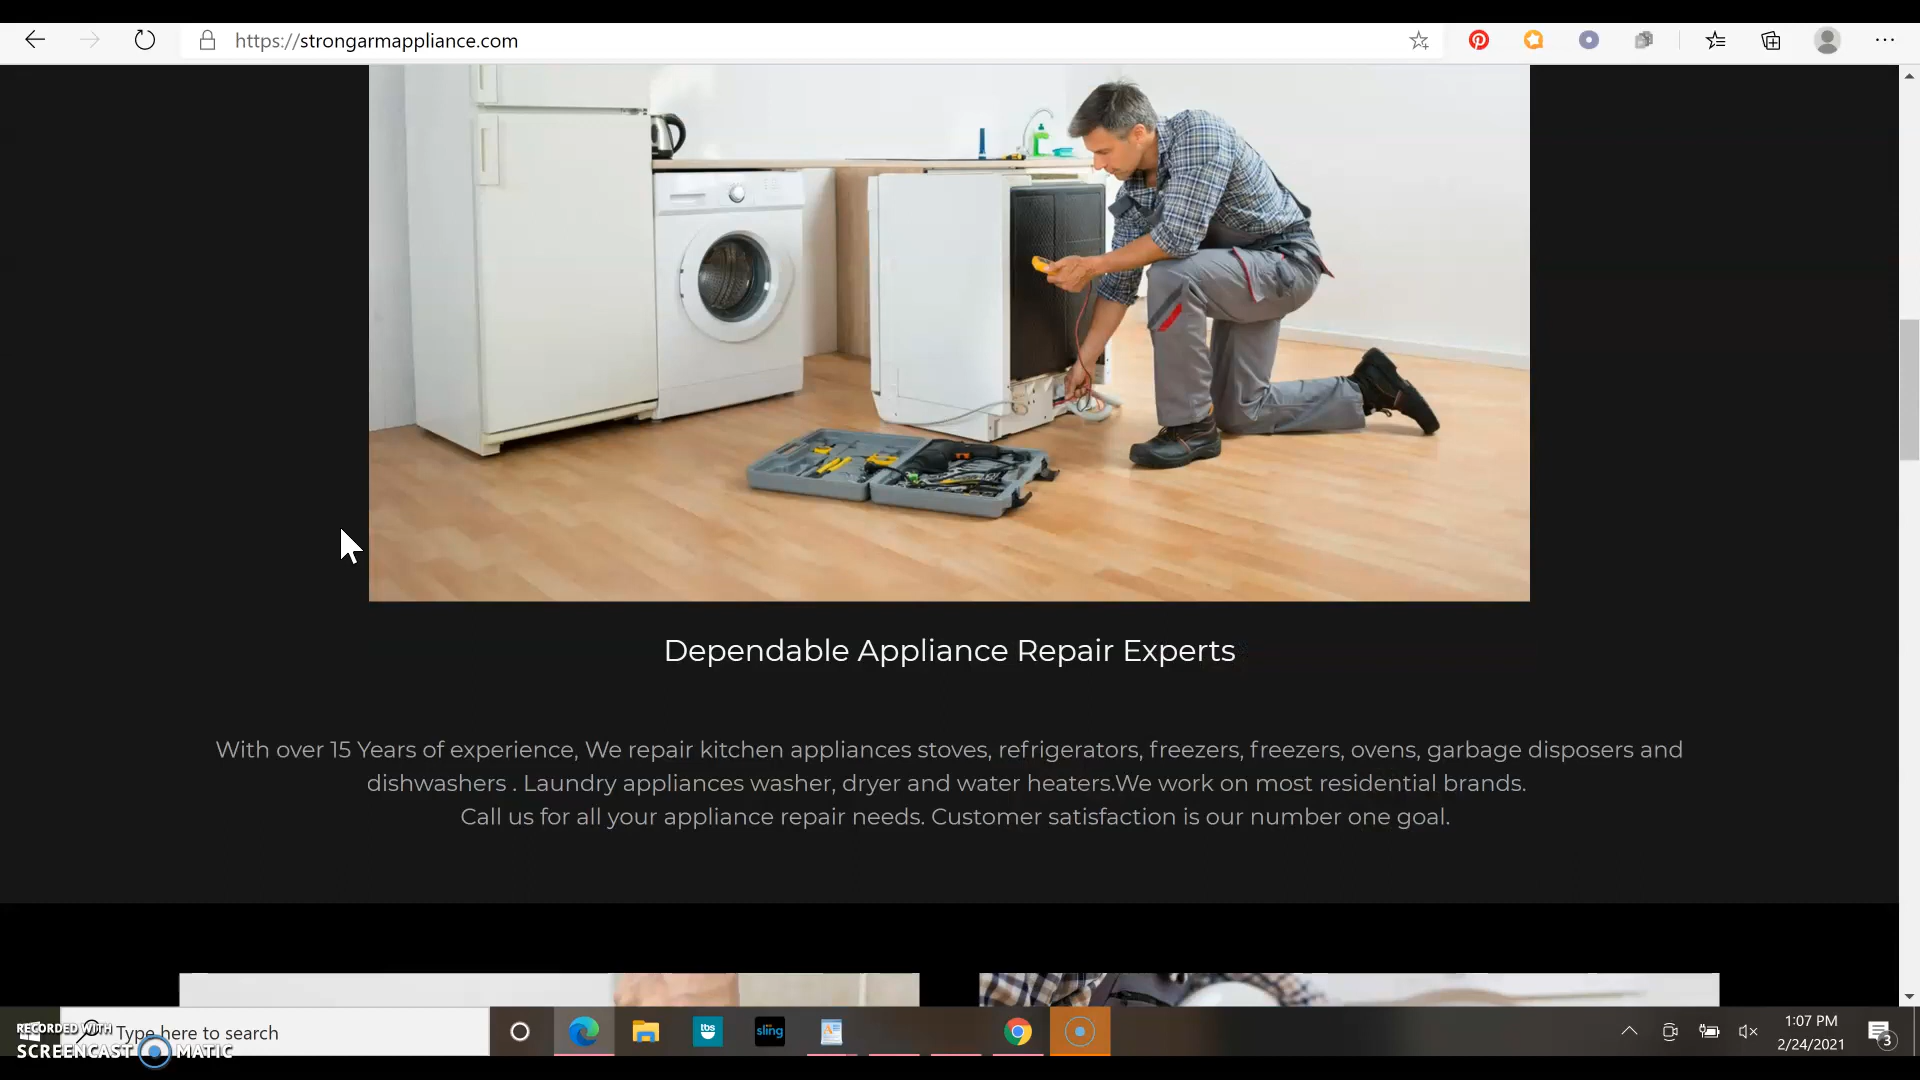 https://strongarmappliance.com
Dependable Appliance Repair Experts
With over 15 Years of experience, We repair kitchen appliances stoves, refrigerators, freezers, freezers, ovens, garbage disposers and
dishwashers . Laundry appliances washer, dryer and water heaters.We work on most residential brands.
Call us for all your appliance repair needs. Customer satisfaction is our number one goal.
RECORDED WITH
SCREENCAST MATIC
Type here to search
tbs
sling
1:07 PM
2/24/2021
3